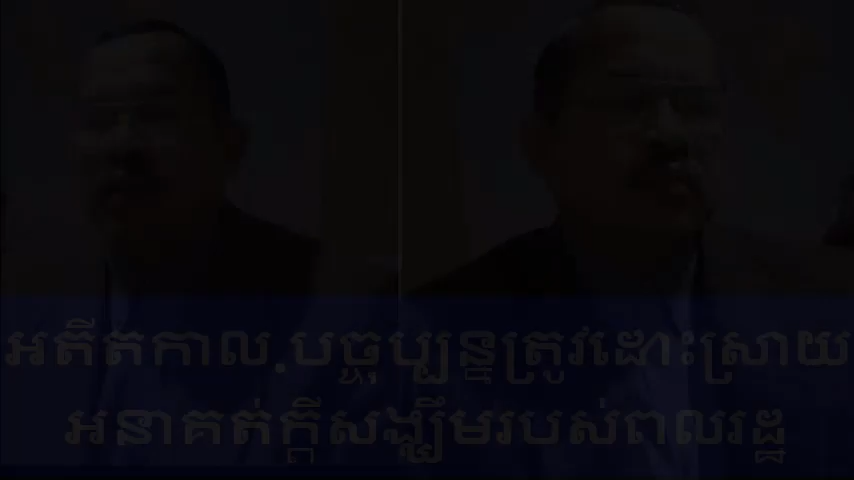 អតីតកាល.បច្ចុប្បន្នត្រូវដោះស្រាយ
អនាគត់ក្ដីសង្ឃឹមរបស់ពលរដ្ឋ